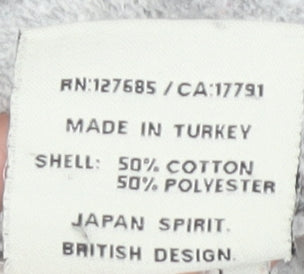 RN:127685 / CA:17791
MADE IN TURKEY
SHELL: 50% COTTON
50% POLYESTER
JAPAN SPIRIT.
BRITISH DESIGN.